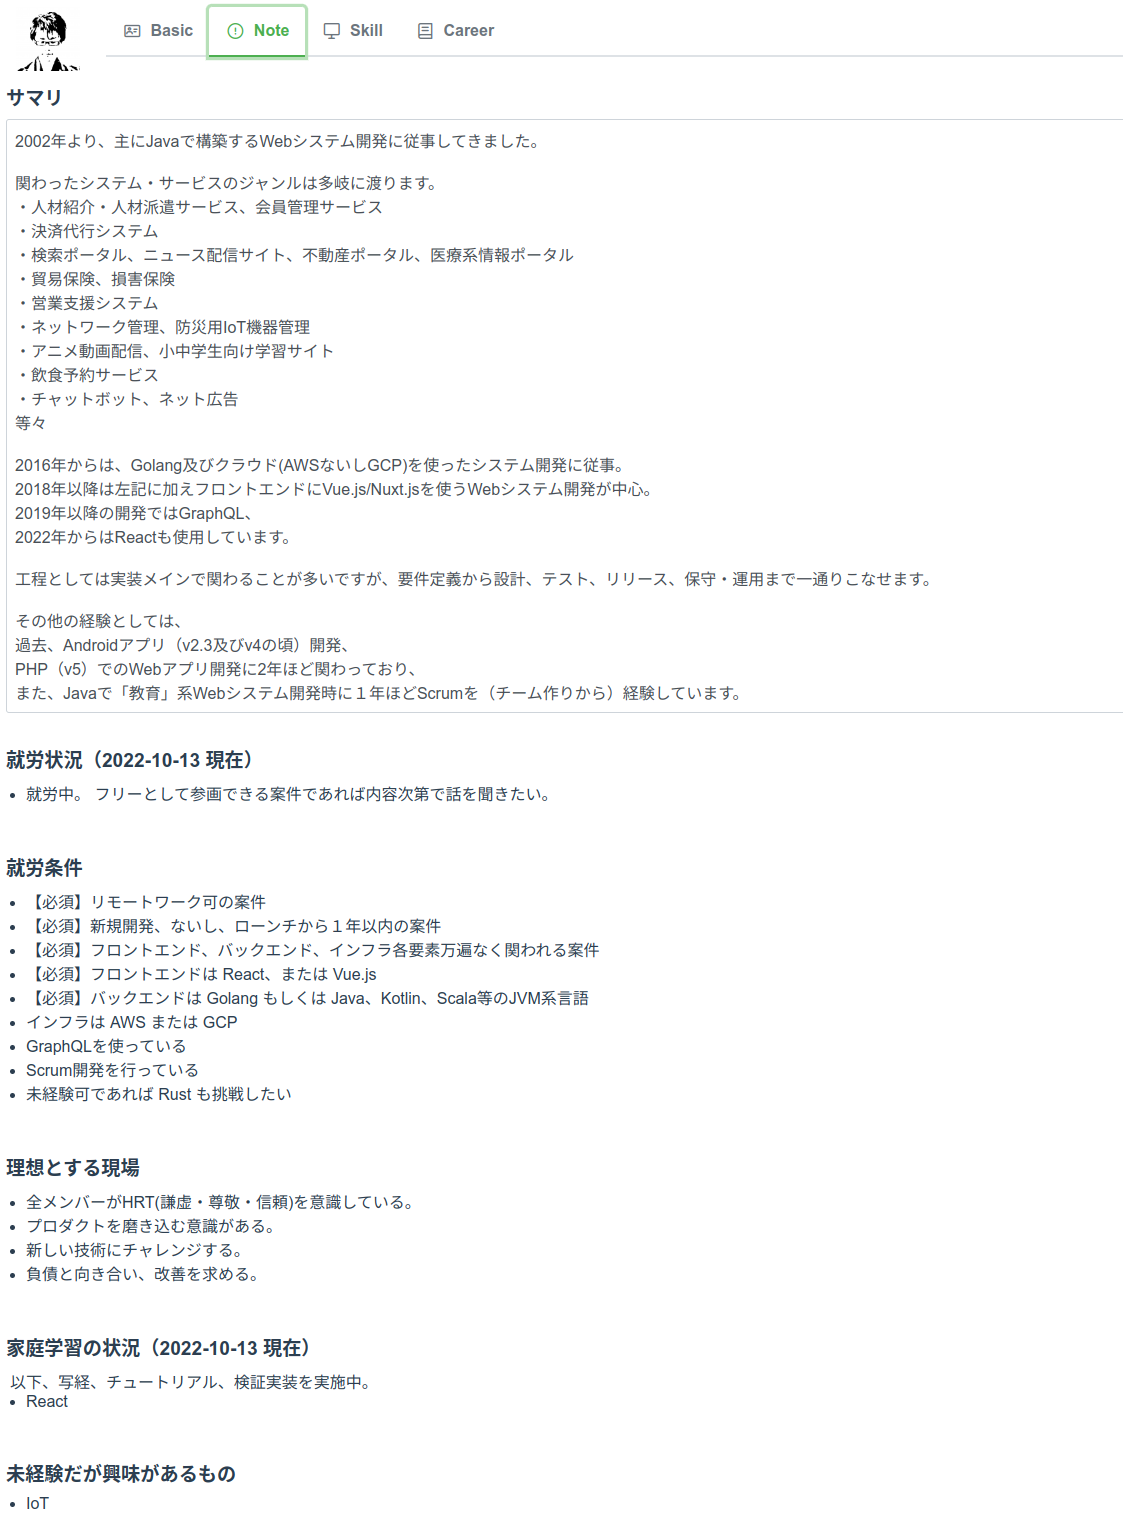 Basic Note Skill Career
サマリ
2002年より、主にJavaで構築するWebシステム開発に従事してきました。
関わったシステム・サービスのジャンルは多岐に渡ります。
・人材紹介・人材派遣サービス、会員管理サービス
・決済代行システム
・検索ポータル、ニュース配信サイト、不動産ポータル、医療系情報ポータル
・貿易保険、損害保険
・営業支援システム
・ネットワーク管理、防災用IoT機器管理
・アニメ動画配信、小中学生向け学習サイト
・飲食予約サービス
・チャットボット、ネット広告
等々
2016年からは、Golang及びクラウド(AWSないしGCP)を使ったシステム開発に従事。
2018年以降は左記に加えフロントエンドにVue.js/Nuxt.jsを使うWebシステム開発が中心。
2019年以降の開発ではGraphQL、
2022年からはReactも使用しています。
工程としては実装メインで関わることが多いですが、要件定義から設計、テスト、リリース、保守・運用まで一通りこなせます。
その他の経験としては、
過去、Androidアプリ（v2.3及びv4の頃）開発、
PHP（v5）でのWebアプリ開発に2年ほど関わっており、
また、Javaで「教育」系Webシステム開発時に１年ほどScrumを（チーム作りから）経験しています。
就労状況（2022-10-13 現在）
• 就労中。 フリーとして参画できる案件であれば内容次第で話を聞きたい。
就労条件
• 【必須】リモートワーク可の案件
• 【必須】新規開発、ないし、ローンチから１年以内の案件
• 【必須】フロントエンド、バックエンド、インフラ各要素万遍なく関われる案件
• 【必須】フロントエンドは React、または Vue.js
• 【必須】バックエンドは Golang もしくは Java、Kotlin、Scala等のJVM系言語
• インフラは AWS または GCP
• GraphQLを使っている
• Scrum開発を行っている
• 未経験可であれば Rust も挑戦したい
理想とする現場
• 全メンバーがHRT(謙虚・尊敬・信頼)を意識している。
• プロダクトを磨き込む意識がある。
• 新しい技術にチャレンジする。
• 負債と向き合い、改善を求める。
家庭学習の状況（2022-10-13 現在）
以下、写経、チュートリアル、検証実装を実施中。
• React
未経験だが興味があるもの
• IoT